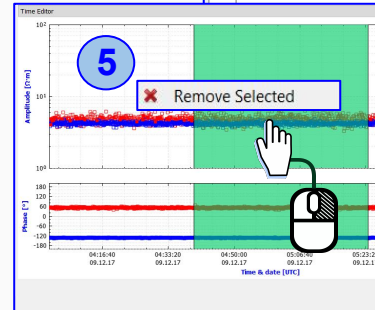 Time Editor
10²
5
Remove Selected
Amplitude [Ω·m]
10¹
10⁰
180
120
60
0
-60
-120
-180
Phase [°]
04:16:40 04:33:20 04:50:00 05:06:40 05:23:2
09.12.17 09.12.17 09.12.17 09.12.17 09.12.1
Time & date [UTC]